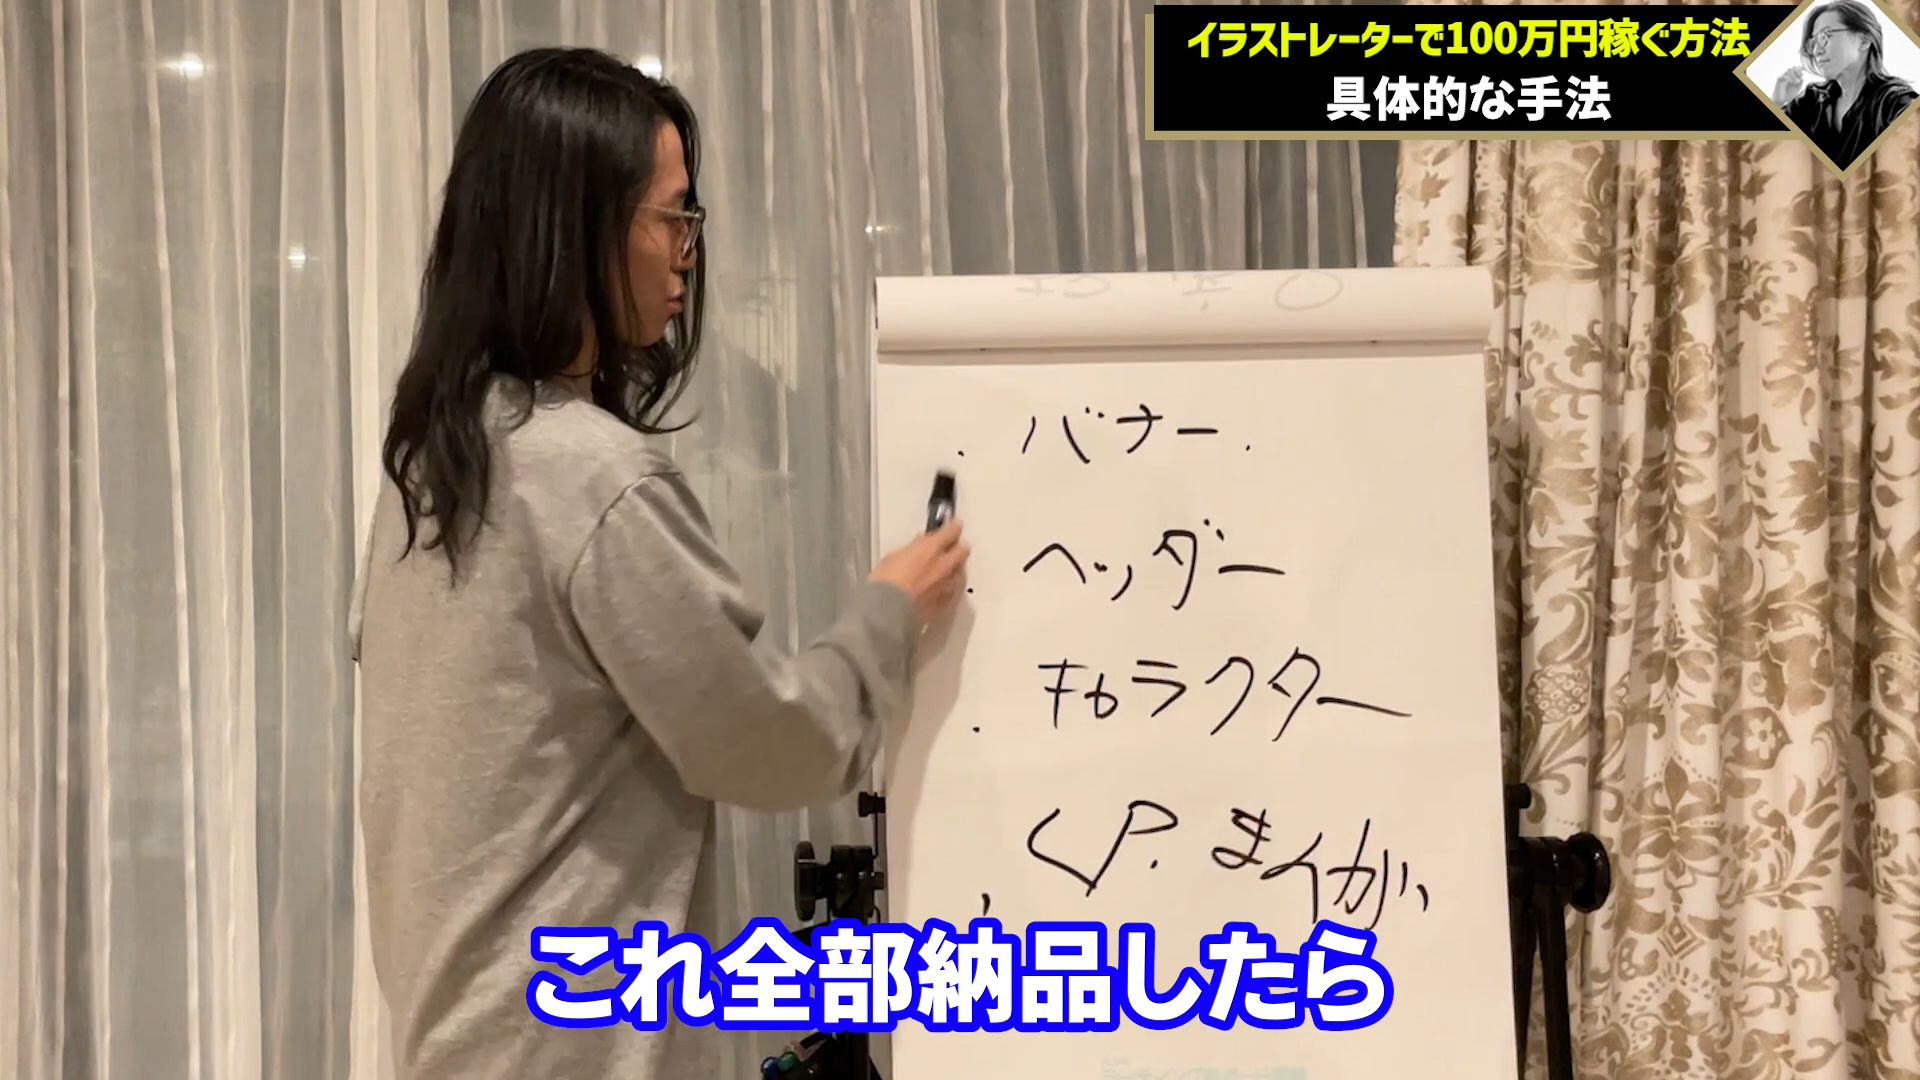 イラストレーターで100万円稼ぐ方法
具体的な手法
バナー
ヘッダー
キャラクター
LP.まんが
これ全部納品したら